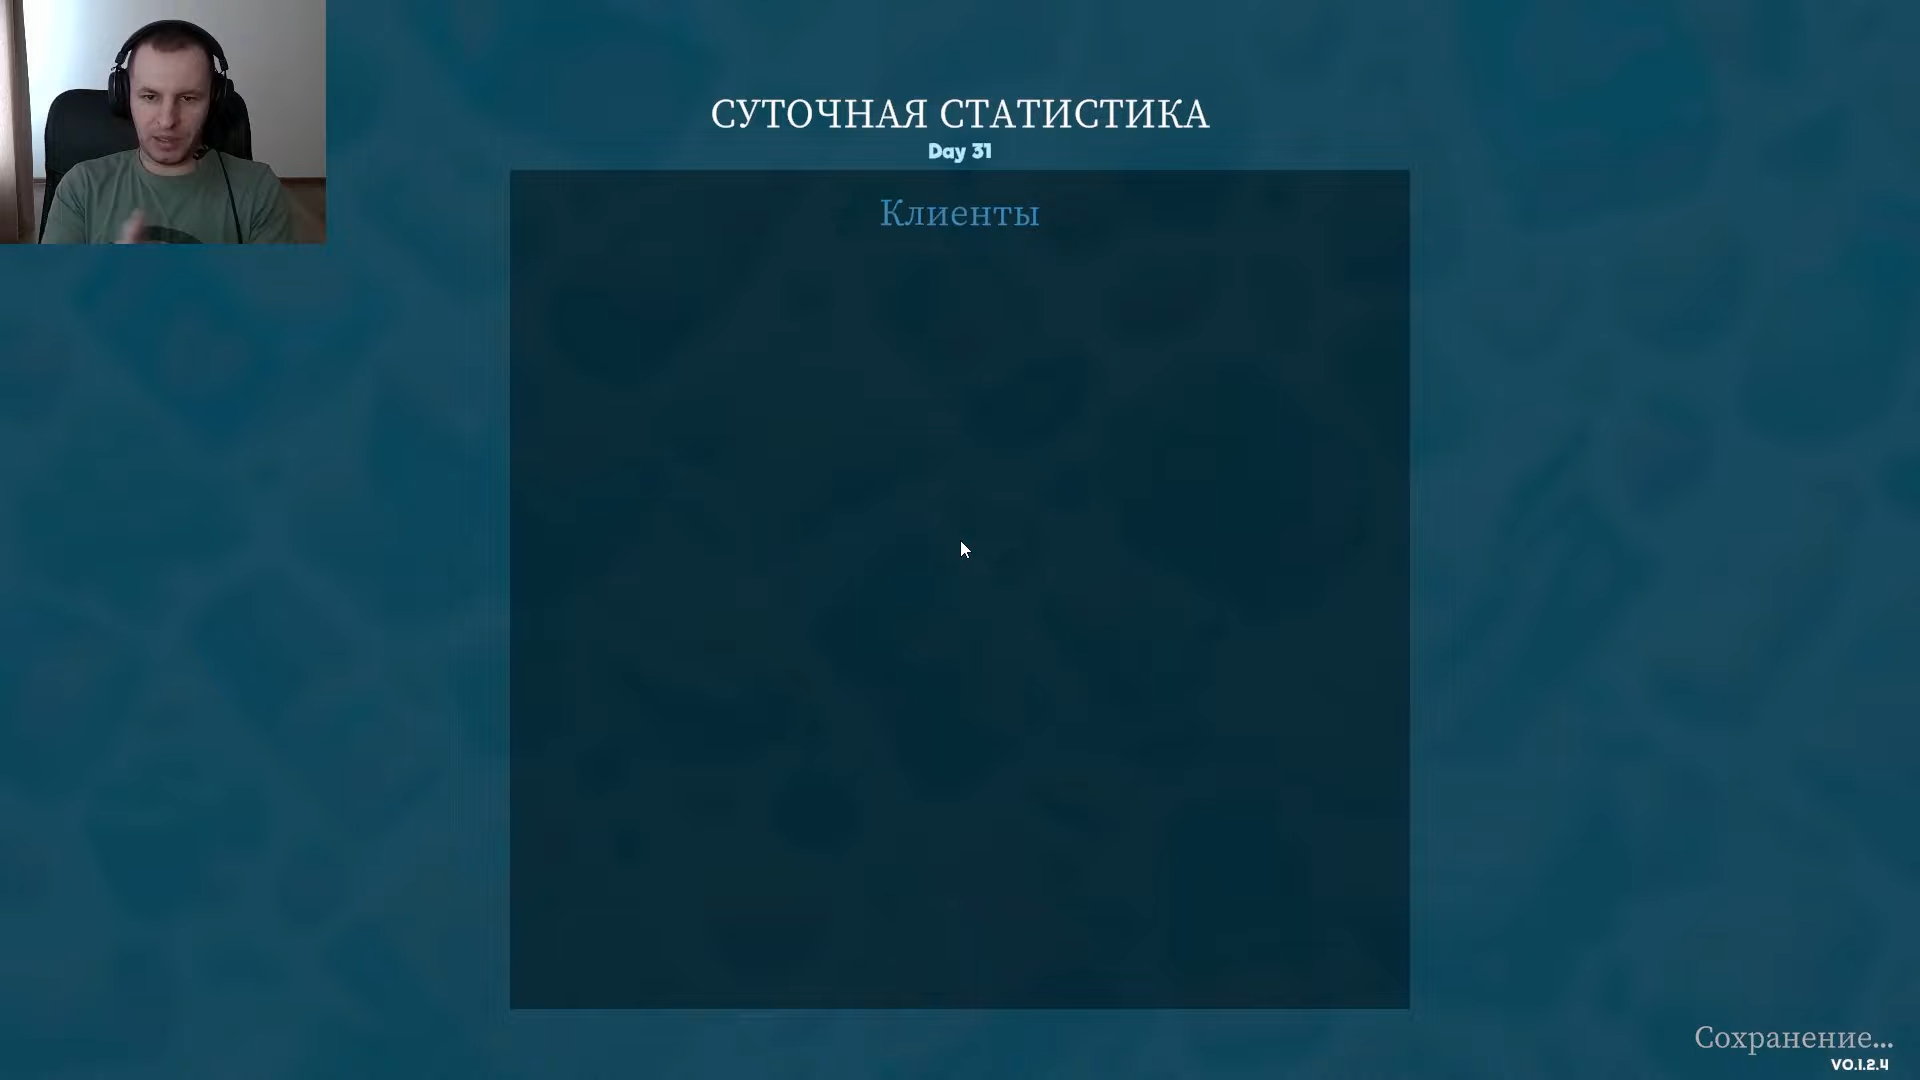 СУТОЧНАЯ СТАТИСТИКА
Day 31
Клиенты
Сохранение...
V0.1.2.4